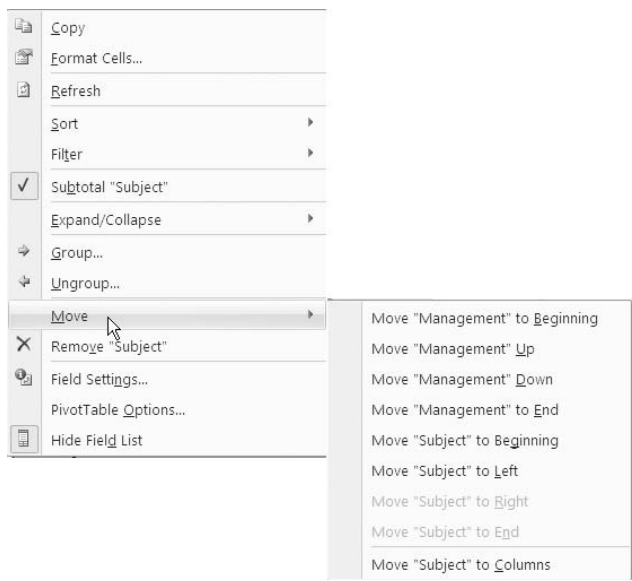 Copy
Format Cells...
Refresh
Sort
Filter
Subtotal "Subject"
Expand/Collapse
Group...
Ungroup...
Move
Remove "Subject"
Field Settings...
PivotTable Options...
Hide Field List
Move "Management" to Beginning
Move "Management" Up
Move "Management" Down
Move "Management" to End
Move "Subject" to Beginning
Move "Subject" to Left
Move "Subject" to Right
Move "Subject" to End
Move "Subject" to Columns